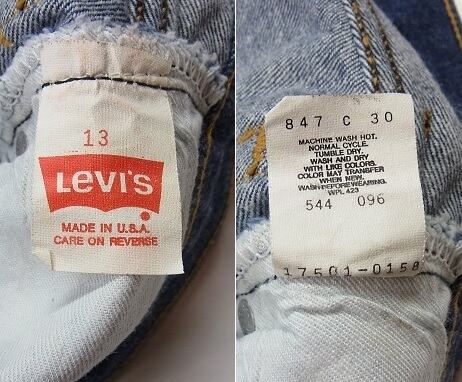 13
LEVI'S
MADE IN U.S.A.
CARE ON REVERSE
847 C 30
MACHINE WASH HOT.
NORMAL CYCLE.
TUMBLE DRY.
WASH AND DRY
WITH LIKE COLORS.
COLOR MAY TRANSFER
WHEN NEW.
WASH BEFORE WEARING.
WPL 423
544 096
17501-0158